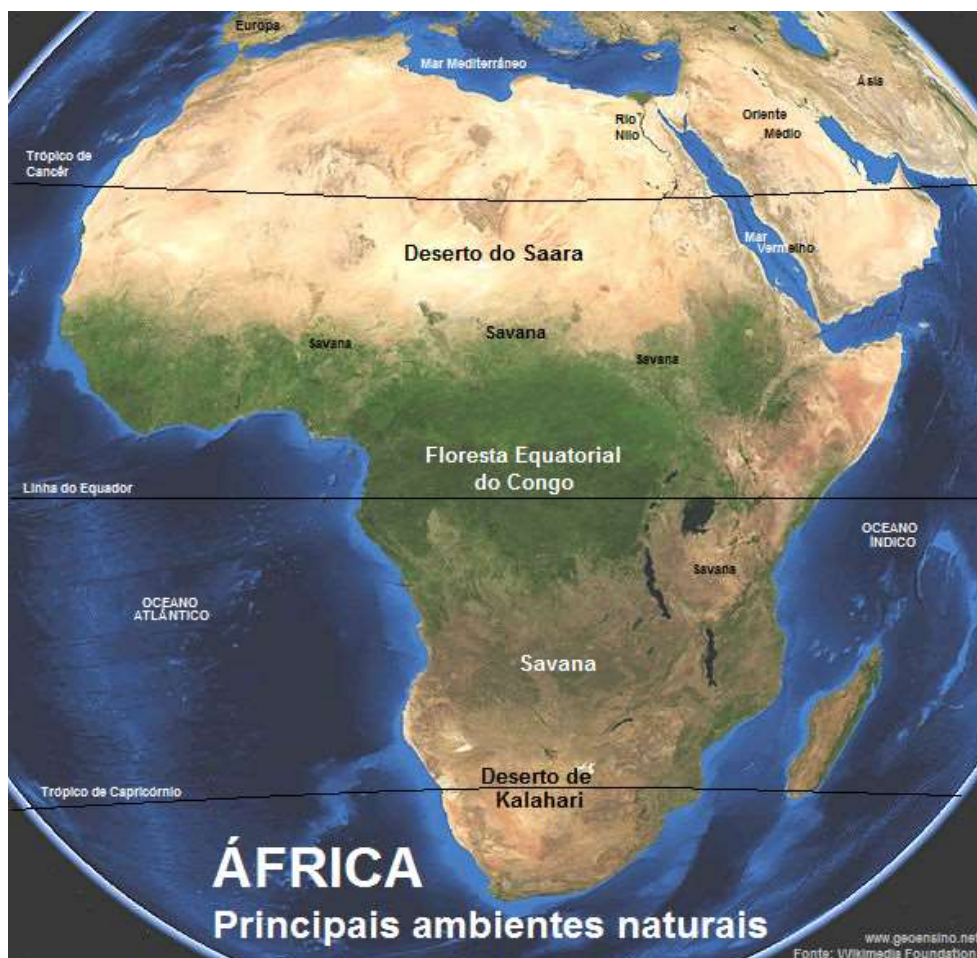 Europa
Mar Mediterrâneo
Ásia
Rio
Nilo
Oriente
Médio
Trópico de
Cancêr
Mar
Vermelho
Deserto do Saara
Savana
Savana
Savana
Floresta Equatorial
do Congo
Linha do Equador
OCEANO
ÍNDICO
Savana
OCEANO
ATLÂNTICO
Savana
Deserto de
Kalahari
Trópico de Capricórnio
ÁFRICA
Principais ambientes naturais
www.geoensino.net
Fonte: Wikimedia Foundation